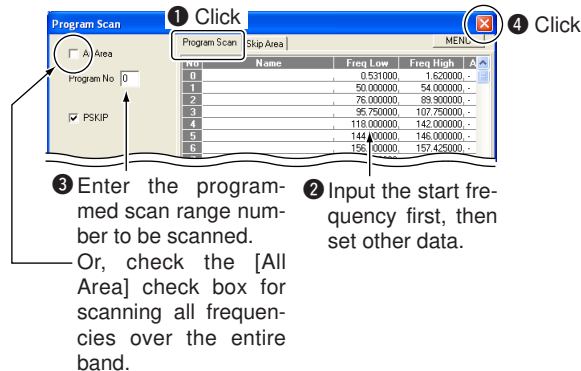 ❶ Click
Program Scan
❹ Click
All Area
Program Scan
Skip Area
MENU
Program No 0
No Name Freq Low Freq High A
0 , 0.531000, 1.620000, -
1 , 50.000000, 54.000000, -
2 , 76.000000, 89.900000, -
3 , 95.750000, 107.750000, -
4 , 118.000000, 142.000000, -
5 , 144.000000, 146.000000, -
6 , 156.000000, 157.425000, -
PSKIP
❸ Enter the program-
med scan range num-
ber to be scanned.
Or, check the [All
Area] check box for
scanning all frequen-
cies over the entire
band.
❷ Input the start fre-
quency first, then
set other data.